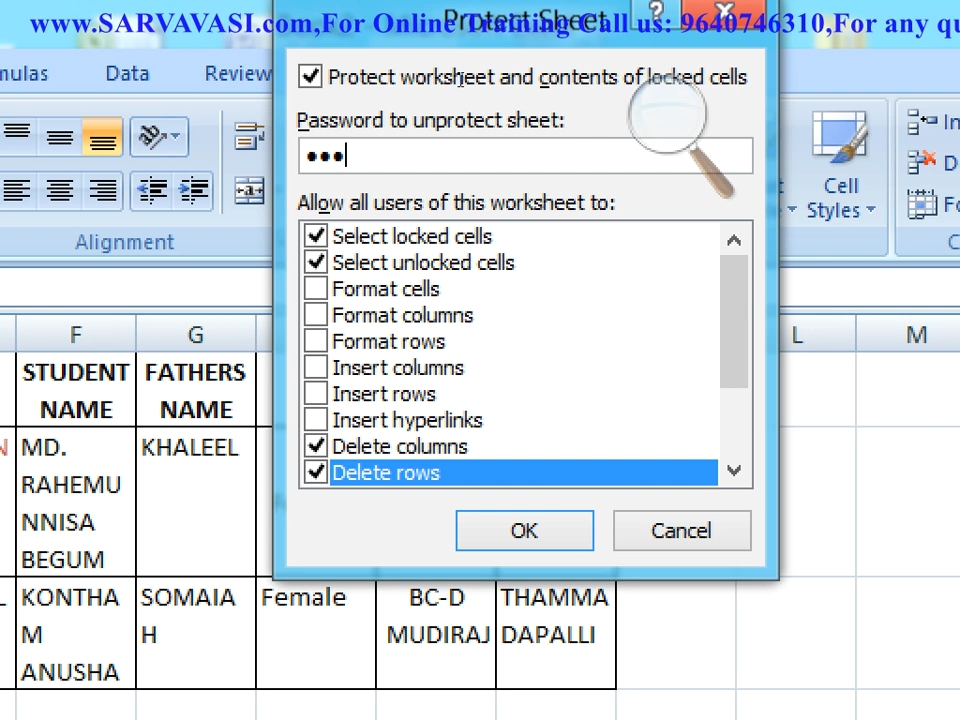 www.SARVAVASI.com,For Online Training Call us: 9640746310,For any qu
Protect Sheet
mulas Data Review
Protect worksheet and contents of locked cells
Password to unprotect sheet:
Allow all users of this worksheet to:
Select locked cells
Select unlocked cells
Format cells
Format columns
Format rows
Insert columns
Insert rows
Insert hyperlinks
Delete columns
Delete rows
OK Cancel
Cell
Styles
Alignment
F G L M
STUDENT NAME
FATHERS NAME
MD.
RAHEMU
NNISA
BEGUM
KHALEEL
KONTHA
M
ANUSHA
SOMAIA
H
Female
BC-D
MUDIRAJ
THAMMA
DAPALLI